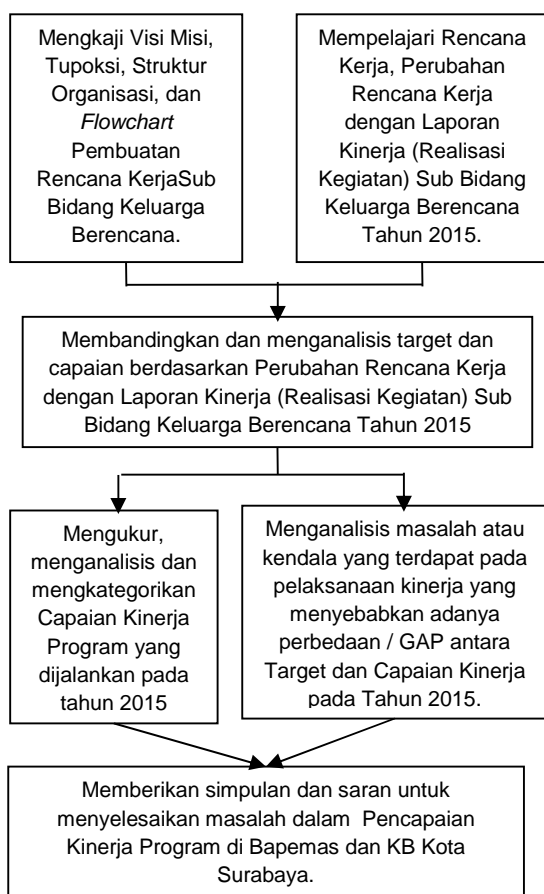 Mengkaji Visi Misi,
Tupoksi, Struktur
Organisasi, dan
Flowchart
Pembuatan
Rencana KerjaSub
Bidang Keluarga
Berencana.
Mempelajari Rencana
Kerja, Perubahan
Rencana Kerja
dengan Laporan
Kinerja (Realisasi
Kegiatan) Sub Bidang
Keluarga Berencana
Tahun 2015.
Membandingkan dan menganalisis target dan
capaian berdasarkan Perubahan Rencana Kerja
dengan Laporan Kinerja (Realisasi Kegiatan) Sub
Bidang Keluarga Berencana Tahun 2015
Mengukur,
menganalisis dan
mengkategorikan
Capaian Kinerja
Program yang
dijalankan pada
tahun 2015
Menganalisis masalah atau
kendala yang terdapat pada
pelaksanaan kinerja yang
menyebabkan adanya
perbedaan / GAP antara
Target dan Capaian Kinerja
pada Tahun 2015.
Memberikan simpulan dan saran untuk
menyelesaikan masalah dalam Pencapaian
Kinerja Program di Bapemas dan KB Kota
Surabaya.